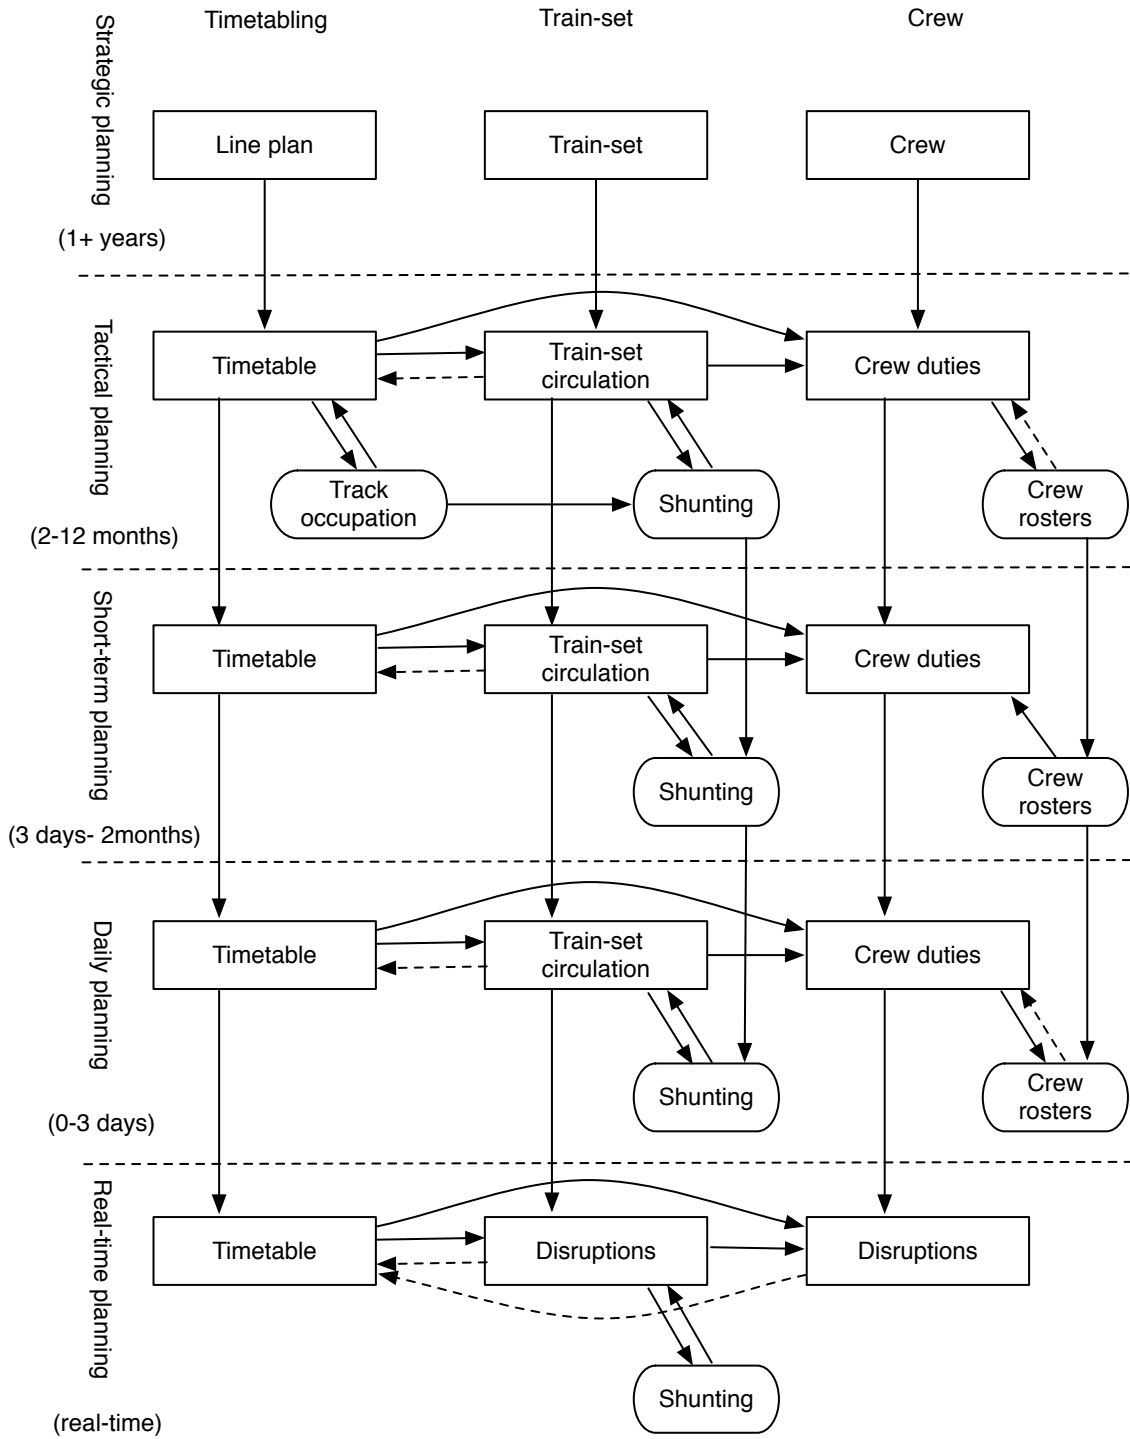 Timetabling
Train-set
Crew
Strategic planning
Line plan
Train-set
Crew
(1+ years)
Tactical planning
Timetable
Train-set
circulation
Crew duties
Track
occupation
Shunting
Crew
rosters
(2-12 months)
Short-term planning
Timetable
Train-set
circulation
Crew duties
Shunting
Crew
rosters
(3 days- 2months)
Daily planning
Timetable
Train-set
circulation
Crew duties
Shunting
Crew
rosters
(0-3 days)
Real-time planning
Timetable
Disruptions
Disruptions
Shunting
(real-time)